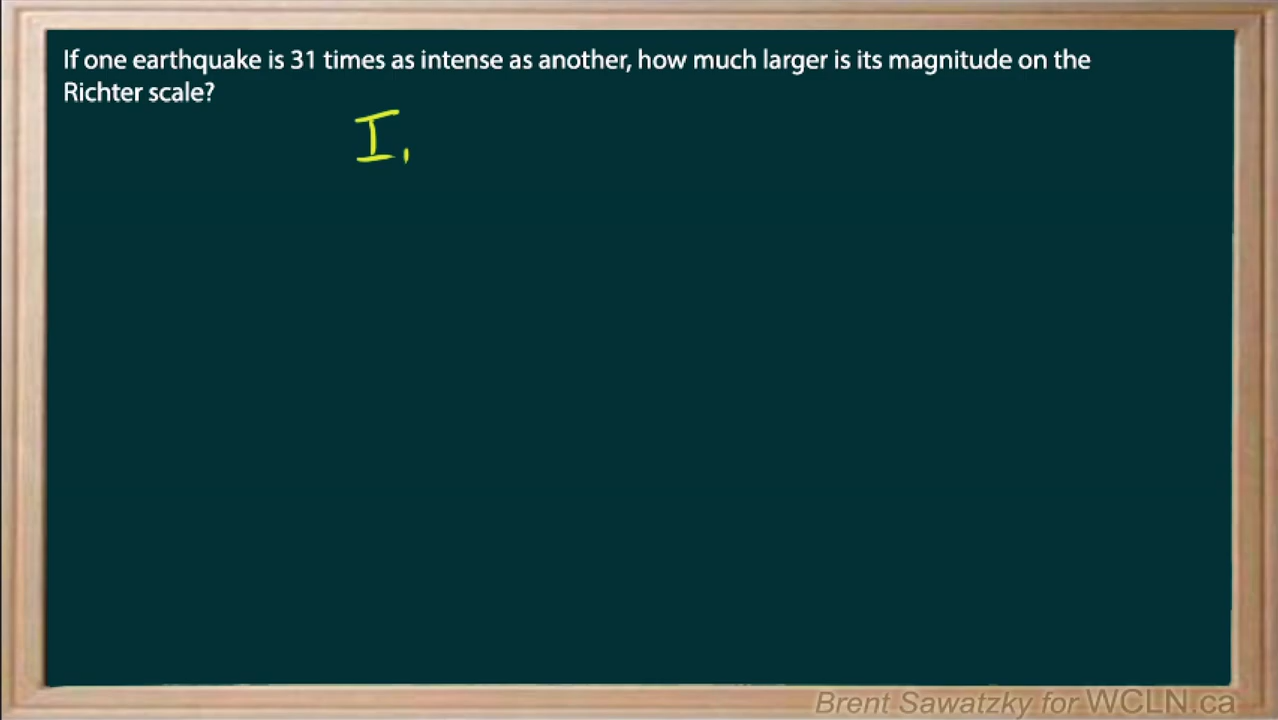 If one earthquake is 31 times as intense as another, how much larger is its magnitude on the
Richter scale?
I₁
Brent Sawatzky for WCLN.ca